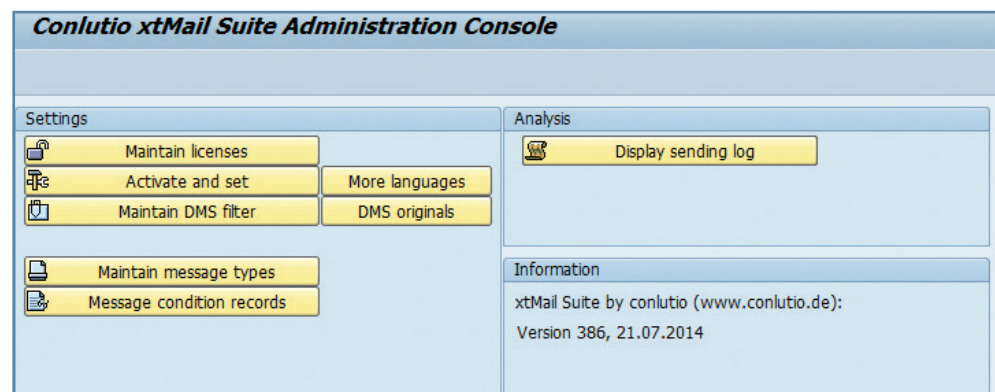 Conlutio xtMail Suite Administration Console
Settings
Maintain licenses
Activate and set
More languages
Maintain DMS filter
DMS originals
Maintain message types
Message condition records
Analysis
Display sending log
Information
xtMail Suite by conlutio (www.conlutio.de):
Version 386, 21.07.2014